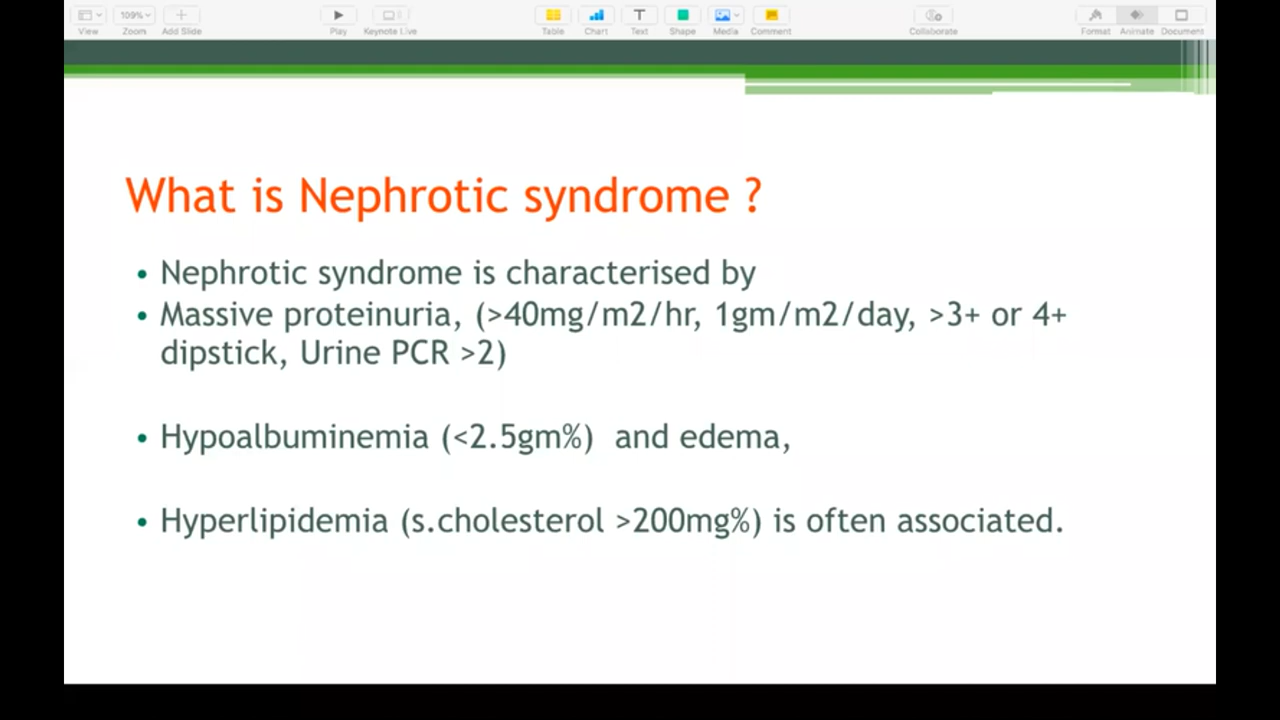 View
109%
Zoom
Add Slide
Play
Keynote Live
Table
Chart
Text
Shape
Media
Comment
Collaborate
Format
Animate
Document
What is Nephrotic syndrome ?
• Nephrotic syndrome is characterised by
• Massive proteinuria, (>40mg/m2/hr, 1gm/m2/day, >3+ or 4+
dipstick, Urine PCR >2)
• Hypoalbuminemia (<2.5gm%)  and edema,
• Hyperlipidemia (s.cholesterol >200mg%) is often associated.